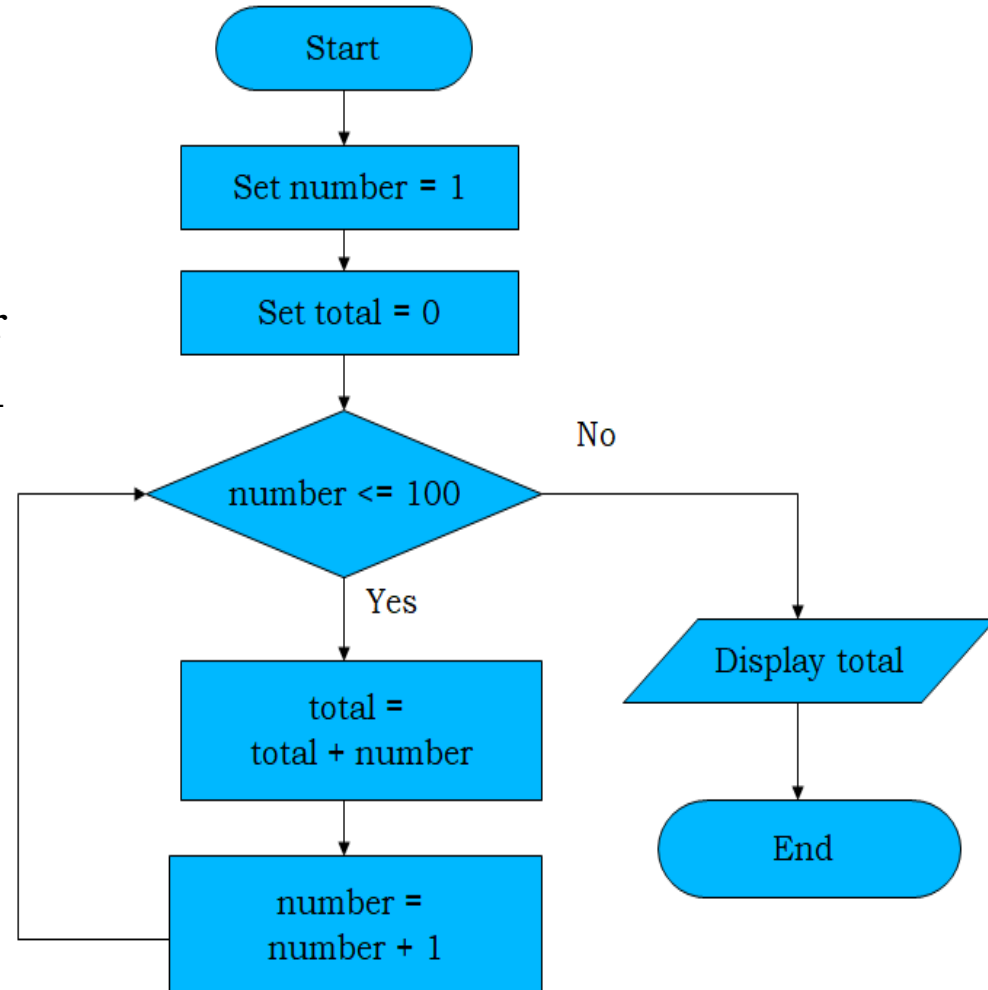 Start
Set number = 1
Set total = 0
number <= 100
No
Yes
total =
total + number
number =
number + 1
Display total
End